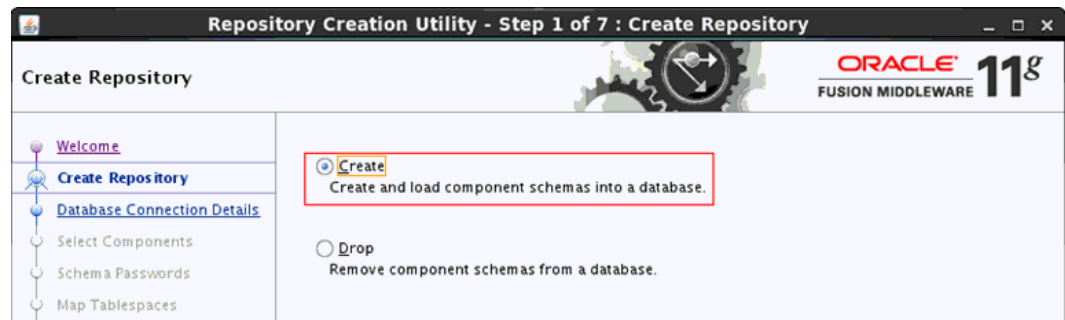 Repository Creation Utility - Step 1 of 7 : Create Repository
Create Repository
ORACLE' 11g
FUSION MIDDLEWARE
Welcome
Create Repository
Database Connection Details
Select Components
Schema Passwords
Map Tablespaces
Create
Create and load component schemas into a database.
Drop
Remove component schemas from a database.